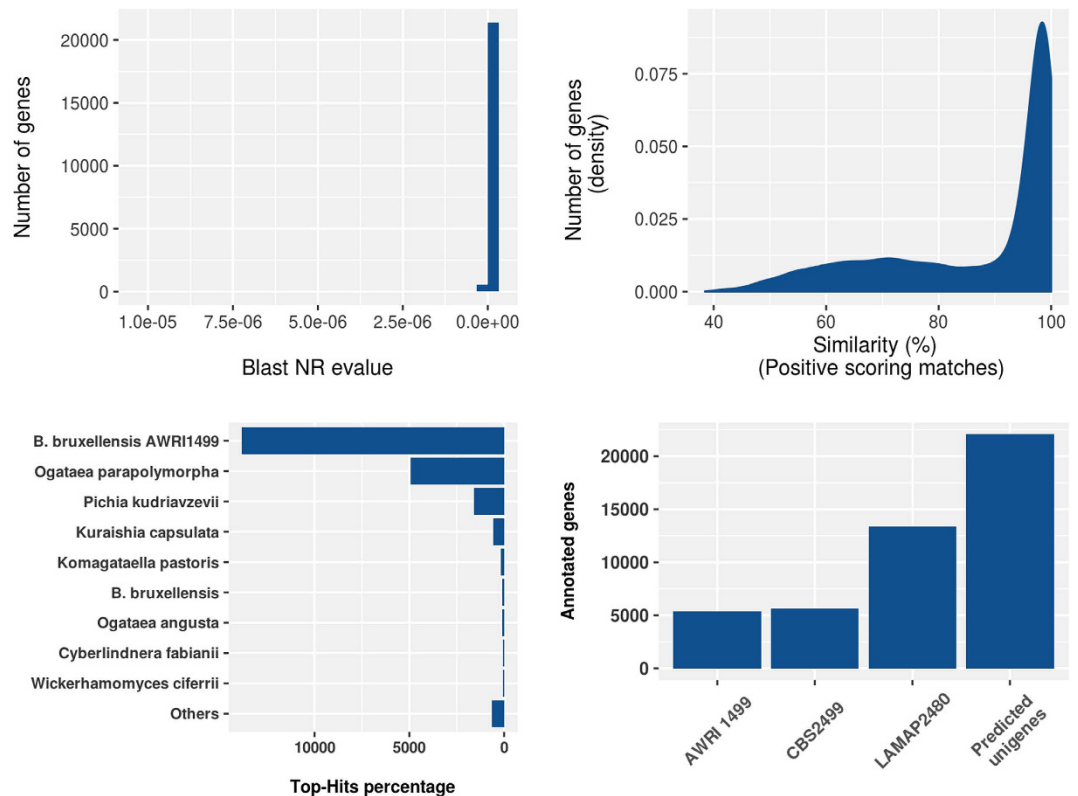 Number of genes
20000
15000
10000
5000
0
1.0e-05 7.5e-06 5.0e-06 2.5e-06 0.0e+00
Blast NR evalue
Number of genes
(density)
0.075
0.050
0.025
0.000
40 60 80 100
Similarity (%)
(Positive scoring matches)
B. bruxellensis AWRI1499
Ogataea parapolymorpha
Pichia kudriavzevii
Kuraishia capsulata
Komagataella pastoris
B. bruxellensis
Ogataea angusta
Cyberlindnera fabianii
Wickerhamomyces ciferrii
Others
10000 5000 0
Top-Hits percentage
Annotated genes
20000
15000
10000
5000
0
AWRI 1499
CBS2499
LAMAP2480
Predicted
unigenes